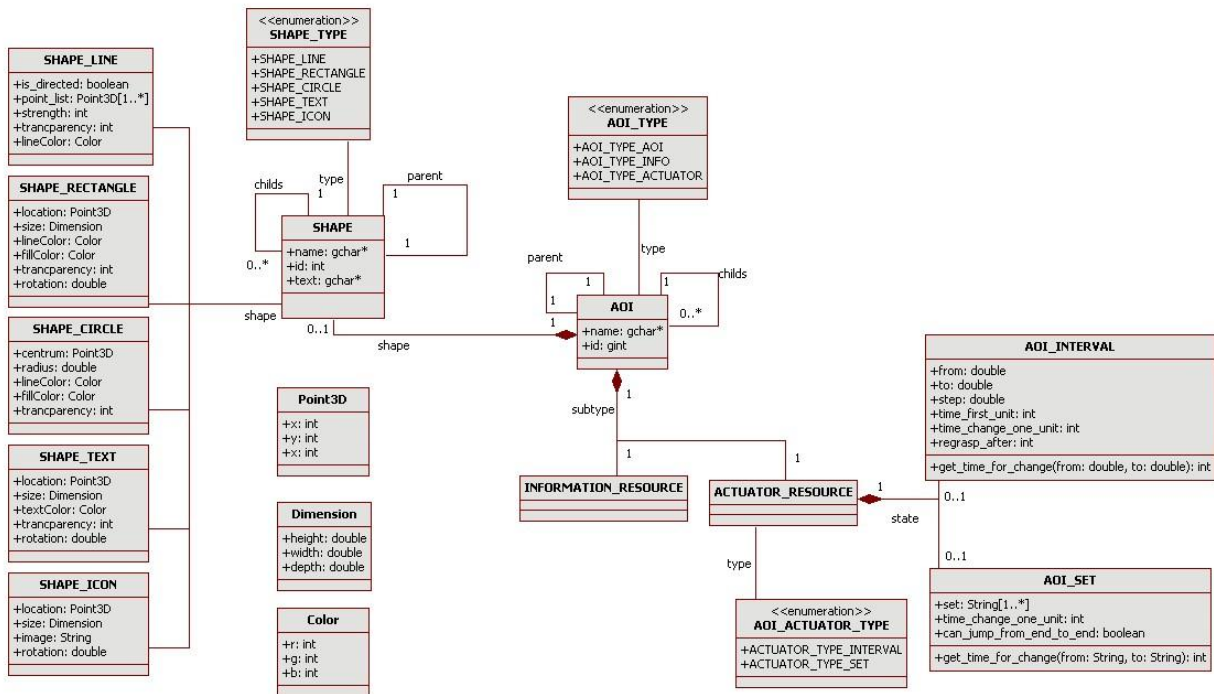 SHAPE_LINE
+is_directed: boolean
+point_list: Point3D[1..*]
+strength: int
+trancparency: int
+lineColor: Color
SHAPE_RECTANGLE
+location: Point3D
+size: Dimension
+lineColor: Color
+fillColor: Color
+trancparency: int
+rotation: double
SHAPE_CIRCLE
+centrum: Point3D
+radius: double
+lineColor: Color
+fillColor: Color
+trancparency: int
SHAPE_TEXT
+location: Point3D
+size: Dimension
+textColor: Color
+trancparency: int
+rotation: double
SHAPE_ICON
+location: Point3D
+size: Dimension
+image: String
+rotation: double
<<enumeration>>
SHAPE_TYPE
+SHAPE_LINE
+SHAPE_RECTANGLE
+SHAPE_CIRCLE
+SHAPE_TEXT
+SHAPE_ICON
type
childs
1
parent
1
1
0..*
SHAPE
+name: gchar*
+id: int
+text: gchar*
shape
0..1
shape
1
Point3D
+x: int
+y: int
+x: int
Dimension
+height: double
+width: double
+depth: double
Color
+r: int
+g: int
+b: int
<<enumeration>>
AOI_TYPE
+AOI_TYPE_AOI
+AOI_TYPE_INFO
+AOI_TYPE_ACTUATOR
type
parent
1
1
1
childs
0..*
AOI
+name: gchar*
+id: gint
subtype
1
1
1
INFORMATION_RESOURCE
ACTUATOR_RESOURCE
1
state
type
<<enumeration>>
AOI_ACTUATOR_TYPE
+ACTUATOR_TYPE_INTERVAL
+ACTUATOR_TYPE_SET
AOI_INTERVAL
+from: double
+to: double
+step: double
+time_first_unit: int
+time_change_one_unit: int
+regrasp_after: int
+get_time_for_change(from: double, to: double): int
0..1
0..1
AOI_SET
+set: String[1..*]
+time_change_one_unit: int
+can_jump_from_end_to_end: boolean
+get_time_for_change(from: String, to: String): int